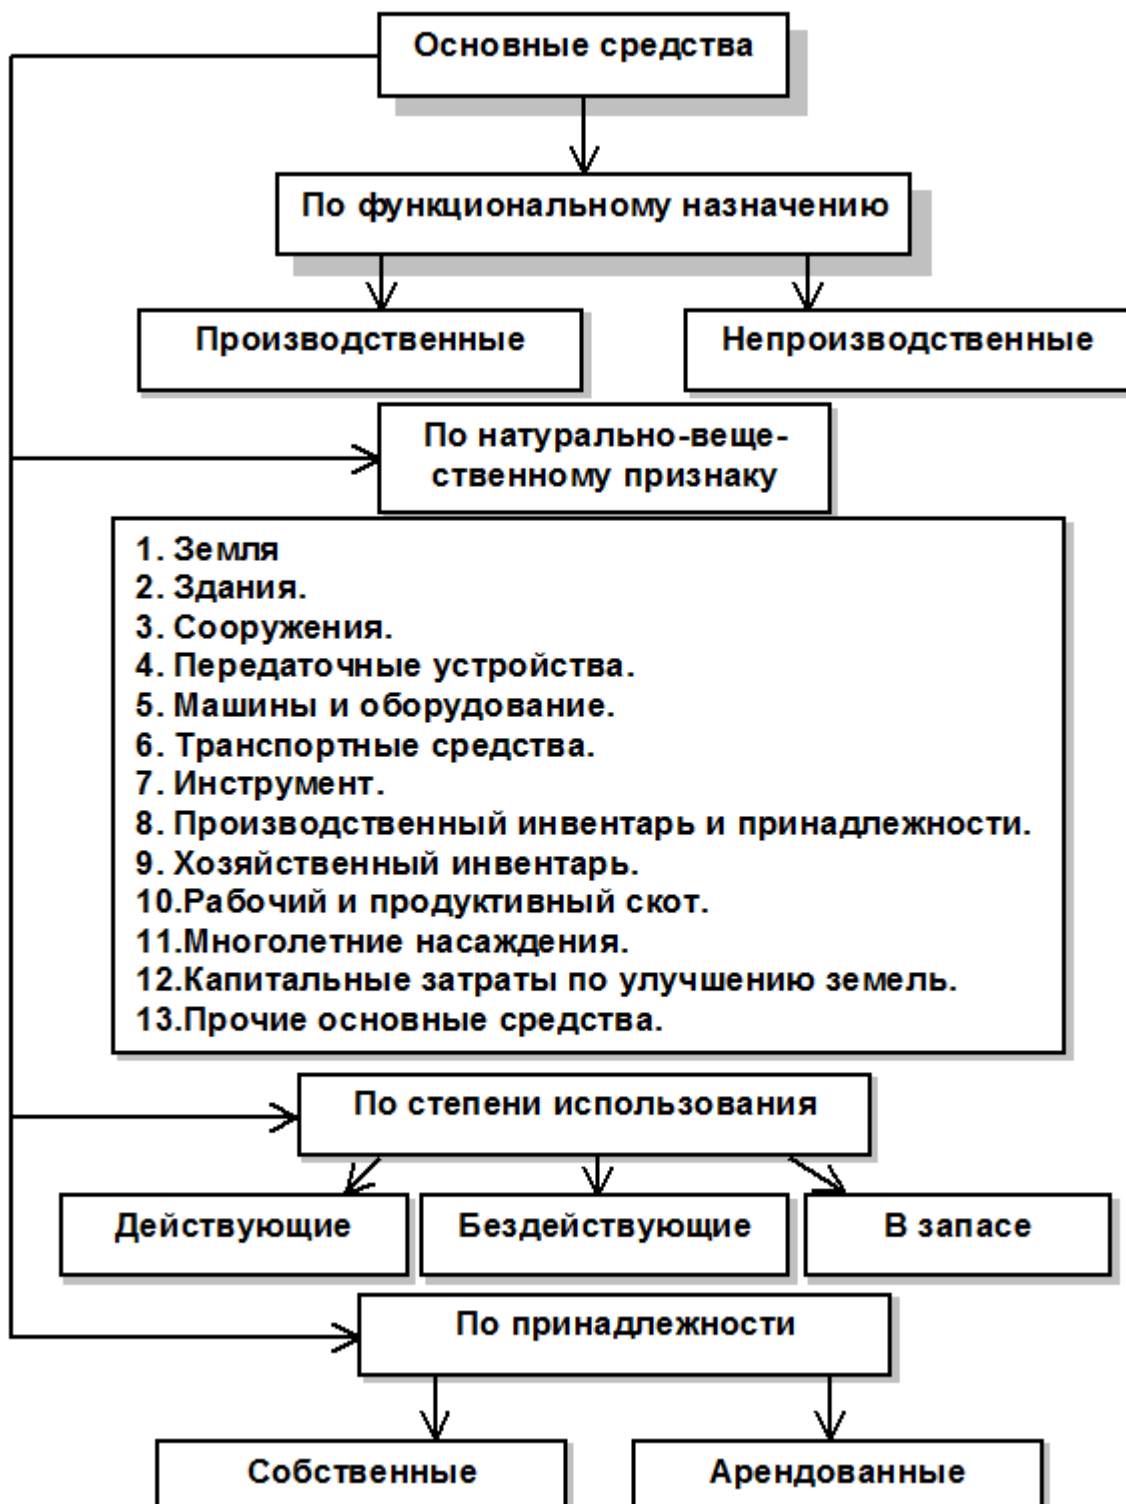 Основные средства
По функциональному назначению
Производственные
Непроизводственные
По натурально-веще-
ственному признаку
1. Земля
2. Здания.
3. Сооружения.
4. Передаточные устройства.
5. Машины и оборудование.
6. Транспортные средства.
7. Инструмент.
8. Производственный инвентарь и принадлежности.
9. Хозяйственный инвентарь.
10.Рабочий и продуктивный скот.
11.Многолетние насаждения.
12.Капитальные затраты по улучшению земель.
13.Прочие основные средства.
По степени использования
Действующие
Бездействующие
В запасе
По принадлежности
Собственные
Арендованные